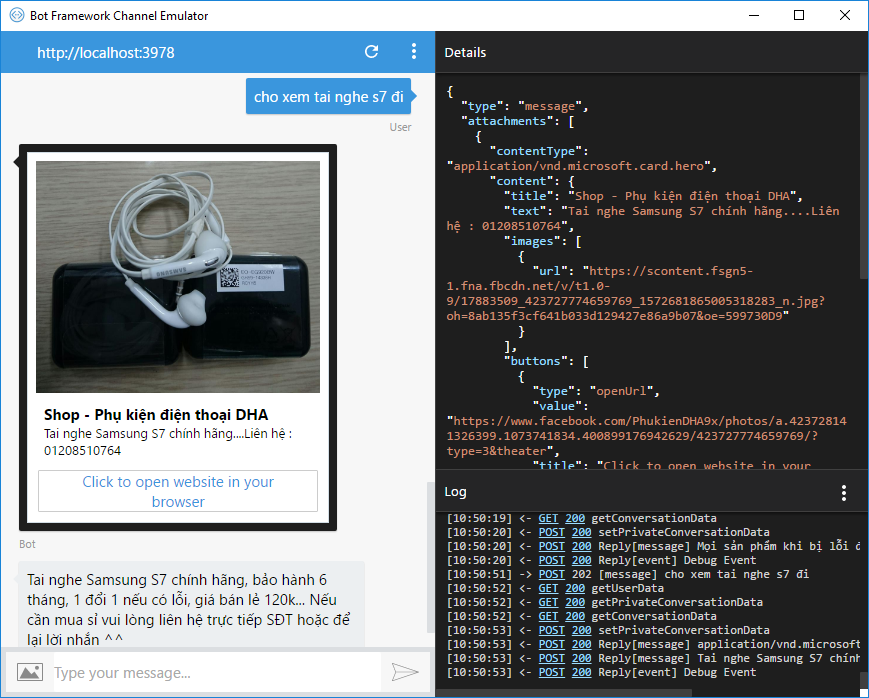 Bot Framework Channel Emulator
http://localhost:3978
cho xem tai nghe s7 đi
User
SAMSUNG
Shop - Phụ kiện điện thoại DHA
Tai nghe Samsung S7 chính hãng....Liên hệ :
01208510764
Click to open website in your
browser
Bot
Tai nghe Samsung S7 chính hãng, bảo hành 6
tháng, 1 đổi 1 nếu có lỗi, giá bán lẻ 120k... Nếu
cần mua sỉ vui lòng liên hệ trực tiếp SĐT hoặc để
lại lời nhắn ^^
Type your message...
Details
{
"type": "message",
"attachments": [
{
"contentType":
"application/vnd.microsoft.card.hero",
"content": {
"title": "Shop - Phụ kiện điện thoại DHA",
"text": "Tai nghe Samsung S7 chính hãng....Liên
hệ : 01208510764",
"images": [
{
"url": "https://scontent.fsgn5-
1.fna.fbcdn.net/v/t1.0-
9/17883509_423727774659769_1572681865005318283_n.jpg?
oh=8ab135f3cf641b033d129427e86a9b07&oe=599730D9"
}
],
"buttons": [
{
"type": "openUrl",
"value":
"https://www.facebook.com/PhukienDHA9x/photos/a.42372814
1326399.1073741834.400899176942629/423727774659769/?
type=3&theater",
"title": "Click to open website in your
Log
[10:50:19] <- GET 200 getConversationData
[10:50:20] <- POST 200 setPrivateConversationData
[10:50:20] <- POST 200 Reply[message] Mọi sản phẩm khi bị lỗi đ
[10:50:20] <- POST 200 Reply[event] Debug Event
[10:50:51] -> POST 202 [message] cho xem tai nghe s7 đi
[10:50:52] <- GET 200 getUserData
[10:50:52] <- GET 200 getPrivateConversationData
[10:50:52] <- GET 200 getConversationData
[10:50:53] <- POST 200 setPrivateConversationData
[10:50:53] <- POST 200 Reply[message] application/vnd.microsoft
[10:50:53] <- POST 200 Reply[message] Tai nghe Samsung S7 chính
[10:50:53] <- POST 200 Reply[event] Debug Event